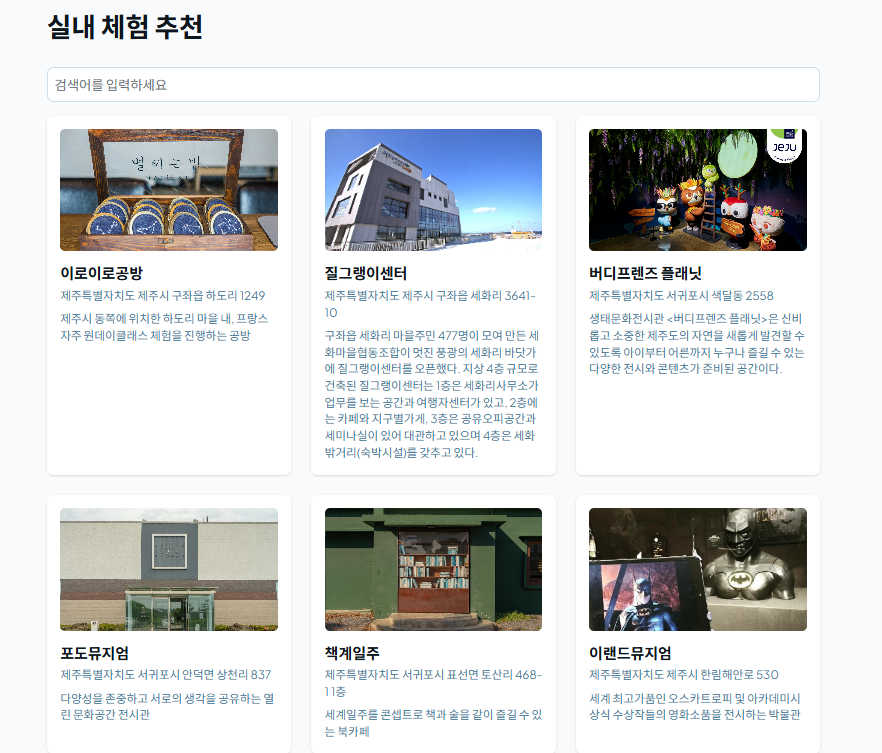 실내 체험 추천
검색어를 입력하세요
별 헤는 밤
JEJU
이로이로공방
제주특별자치도 제주시 구좌읍 하도리 1249
제주시 동쪽에 위치한 하도리 마을 내, 프랑스
자주 원데이클래스 체험을 진행하는 공방
질그랭이센터
제주특별자치도 제주시 구좌읍 세화리 3641-
10
구좌읍 세화리 마을주민 477명이 모여 만든 세
화마을협동조합이 멋진 풍광의 세화리 바닷가
에 질그랭이센터를 오픈했다. 지상 4층 규모로
건축된 질그랭이센터는 1층은 세화리사무소가
업무를 보는 공간과 여행자센터가 있고, 2층에
는 카페와 지구별가게, 3층은 공유오피공간과
세미나실이 있어 대관하고 있으며 4층은 세화
밖거리(숙박시설)를 갖추고 있다.
버디프렌즈 플래닛
제주특별자치도 서귀포시 색달동 2558
생태문화전시관 <버디프렌즈 플래닛>은 신비
롭고 소중한 제주도의 자연을 새롭게 발견할 수
있도록 아이부터 어른까지 누구나 즐길 수 있는
다양한 전시와 콘텐츠가 준비된 공간이다.
포도뮤지엄
제주특별자치도 서귀포시 안덕면 상천리 837
다양성을 존중하고 서로의 생각을 공유하는 열
린 문화공간 전시관
책계일주
제주특별자치도 서귀포시 표선면 토산리 468-
1 1층
세계일주를 콘셉트로 책과 술을 같이 즐길 수 있
는 북카페
이랜드뮤지엄
제주특별자치도 제주시 한림해안로 530
세계 최고가품인 오스카트로피 및 아카데미시
상식 수상작들의 영화소품을 전시하는 박물관